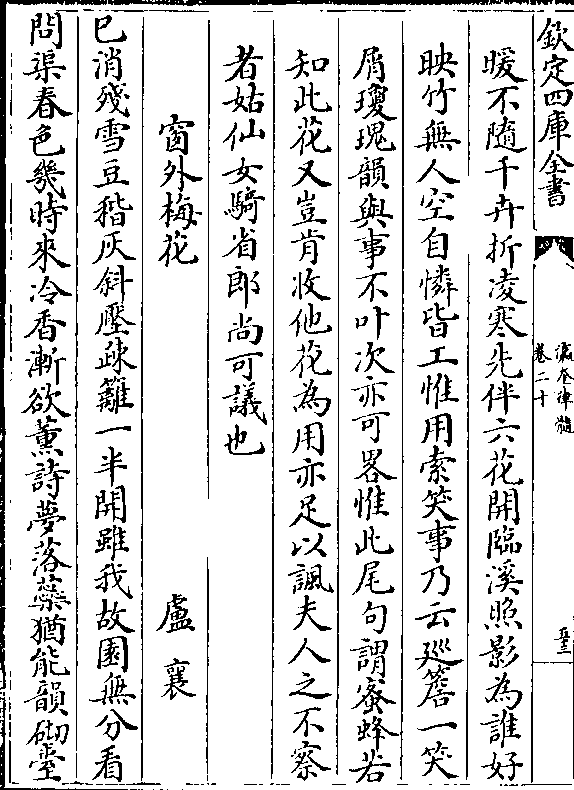 欽定四庫全書
瀛奎律髓
卷二十
暖不隨千卉折凌寒先伴六花開臨溪照影為誰好
映竹無人空自憐皆工惟用索笑事乃云廵簷一笑
屑瓊瑰韻與事不叶次亦可畧惟此尾句謂蜜蜂若
知此花又豈肯收他花為用亦足以諷夫人之不察
者姑仙女騎省郎尚可議也
窗外梅花
盧襄
已消殘雪豆稭灰斜壓疎籬一半開雖我故園無分看
問渠春色幾時來冷香漸欲薰詩夢落蘂猶能韻砌臺